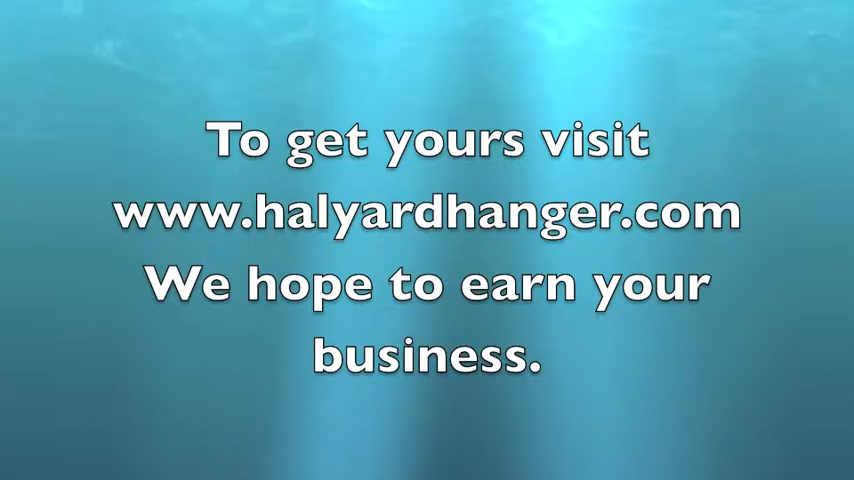 To get yours visit
www.halyardhanger.com
We hope to earn your
business.